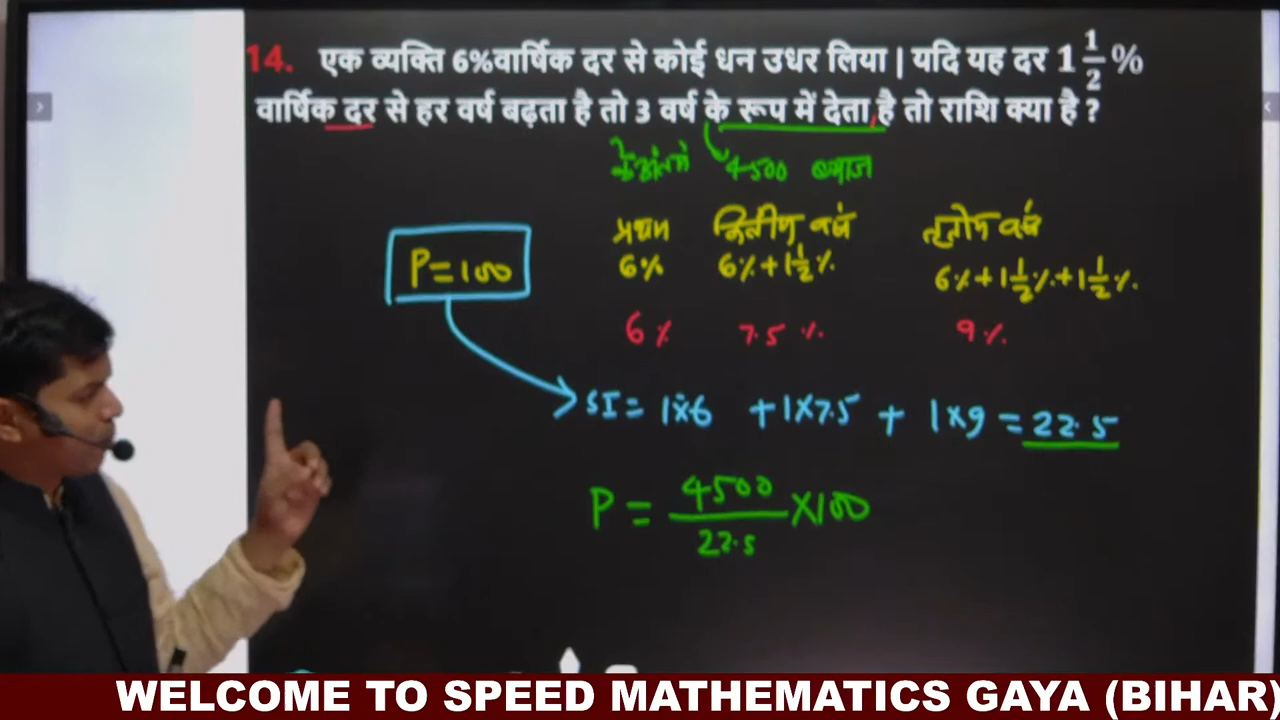 14. एक व्यक्ति 6%वार्षिक दर से कोई धन उधर लिया | यदि यह दर 1 1/2 %
वार्षिक दर से हर वर्ष बढ़ता है तो 3 वर्ष के रूप में देता है तो राशि क्या है ?
4500 ब्याज
प्रथम द्वितीय वर्ष तृतीय वर्ष
P=100
6% 6%+1 1/2 % 6%+1 1/2 %+1 1/2 %
6% 7.5 % 9%
SI = 1×6 +1×7.5 + 1×9 = 22.5
P = 4500/22.5 ×100
WELCOME TO SPEED MATHEMATICS GAYA (BIHAR)